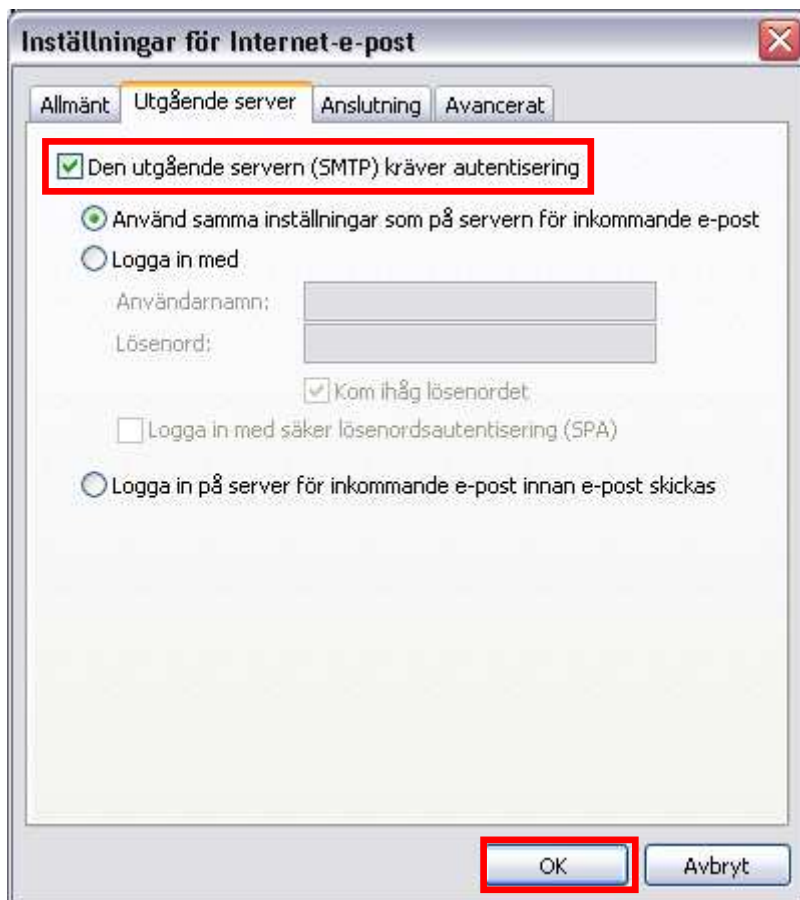 Inställningar för Internet-e-post
Allmänt Utgående server Anslutning Avancerat
Den utgående servern (SMTP) kräver autentisering
Använd samma inställningar som på servern för inkommande e-post
Logga in med
Användarnamn:
Lösenord:
Kom ihåg lösenordet
Logga in med säker lösenordsautentisering (SPA)
Logga in på server för inkommande e-post innan e-post skickas
OK Avbryt